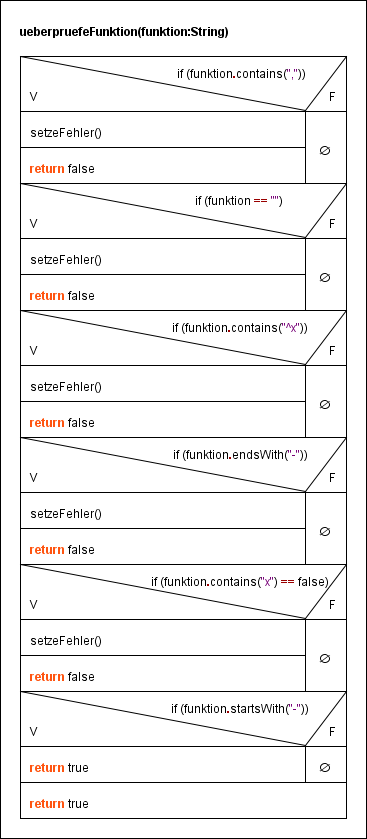 ueberpruefeFunktion(funktion:String)
if (funktion.contains(","))
V F
setzeFehler()
∅
return false
if (funktion == "")
V F
setzeFehler()
∅
return false
if (funktion.contains("^x"))
V F
setzeFehler()
∅
return false
if (funktion.endsWith("-"))
V F
setzeFehler()
∅
return false
if (funktion.contains("x") == false)
V F
setzeFehler()
∅
return false
if (funktion.startsWith("-"))
V F
return true ∅
return true